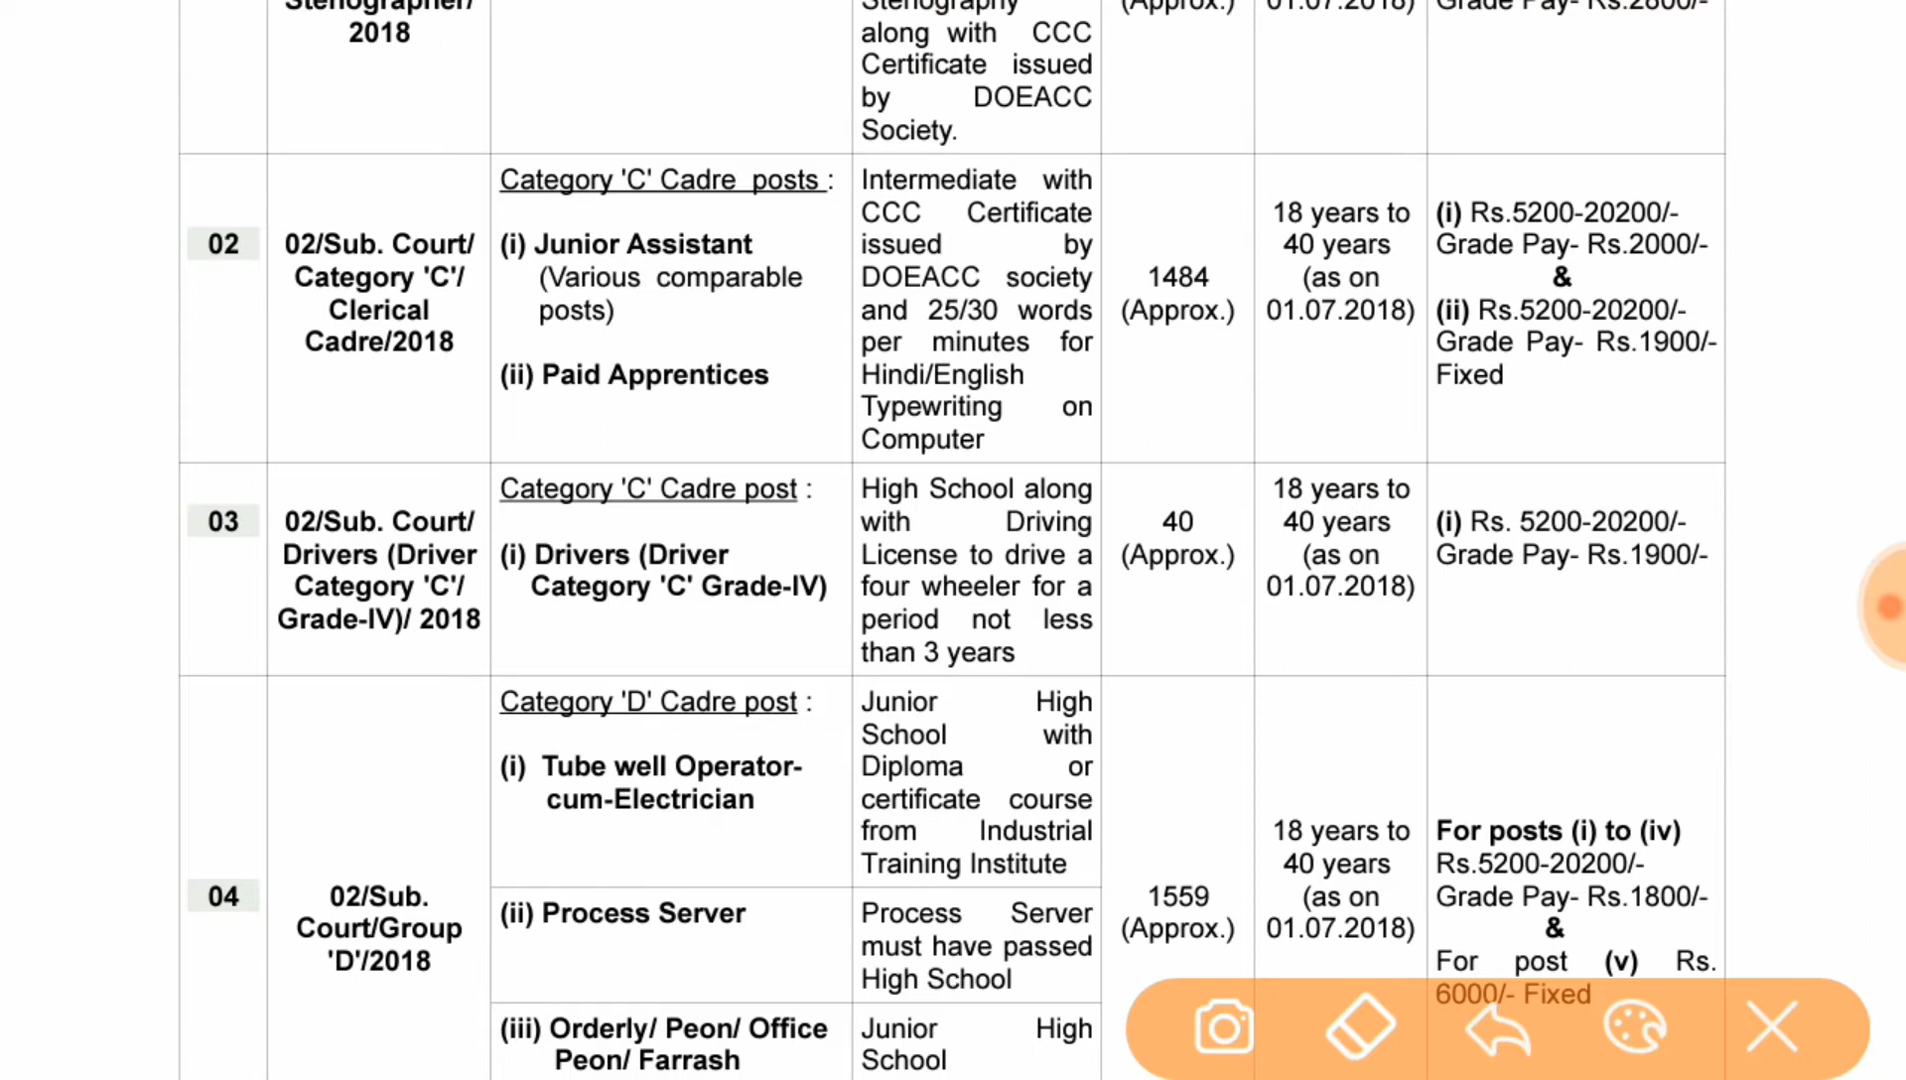 Stenographer/
2018
Stenography
along with CCC
Certificate issued
by DOEACC
Society.
(Approx.)
01.07.2018)
Grade Pay- Rs.2800/-
02
02/Sub. Court/
Category 'C'/
Clerical
Cadre/2018
Category 'C' Cadre posts :
(i) Junior Assistant
(Various comparable
posts)
(ii) Paid Apprentices
Intermediate with
CCC Certificate
issued by
DOEACC society
and 25/30 words
per minutes for
Hindi/English
Typewriting on
Computer
1484
(Approx.)
18 years to
40 years
(as on
01.07.2018)
(i) Rs.5200-20200/-
Grade Pay- Rs.2000/-
&
(ii) Rs.5200-20200/-
Grade Pay- Rs.1900/-
Fixed
03
02/Sub. Court/
Drivers (Driver
Category 'C'/
Grade-IV)/ 2018
Category 'C' Cadre post :
(i) Drivers (Driver
Category 'C' Grade-IV)
High School along
with Driving
License to drive a
four wheeler for a
period not less
than 3 years
40
(Approx.)
18 years to
40 years
(as on
01.07.2018)
(i) Rs. 5200-20200/-
Grade Pay- Rs.1900/-
04
02/Sub.
Court/Group
'D'/2018
Category 'D' Cadre post :
(i) Tube well Operator-
cum-Electrician
Junior High
School with
Diploma or
certificate course
from Industrial
Training Institute
(ii) Process Server
Process Server
must have passed
High School
(iii) Orderly/ Peon/ Office
Peon/ Farrash
Junior High
School
1559
(Approx.)
18 years to
40 years
(as on
01.07.2018)
For posts (i) to (iv)
Rs.5200-20200/-
Grade Pay- Rs.1800/-
&
For post (v) Rs.
6000/- Fixed